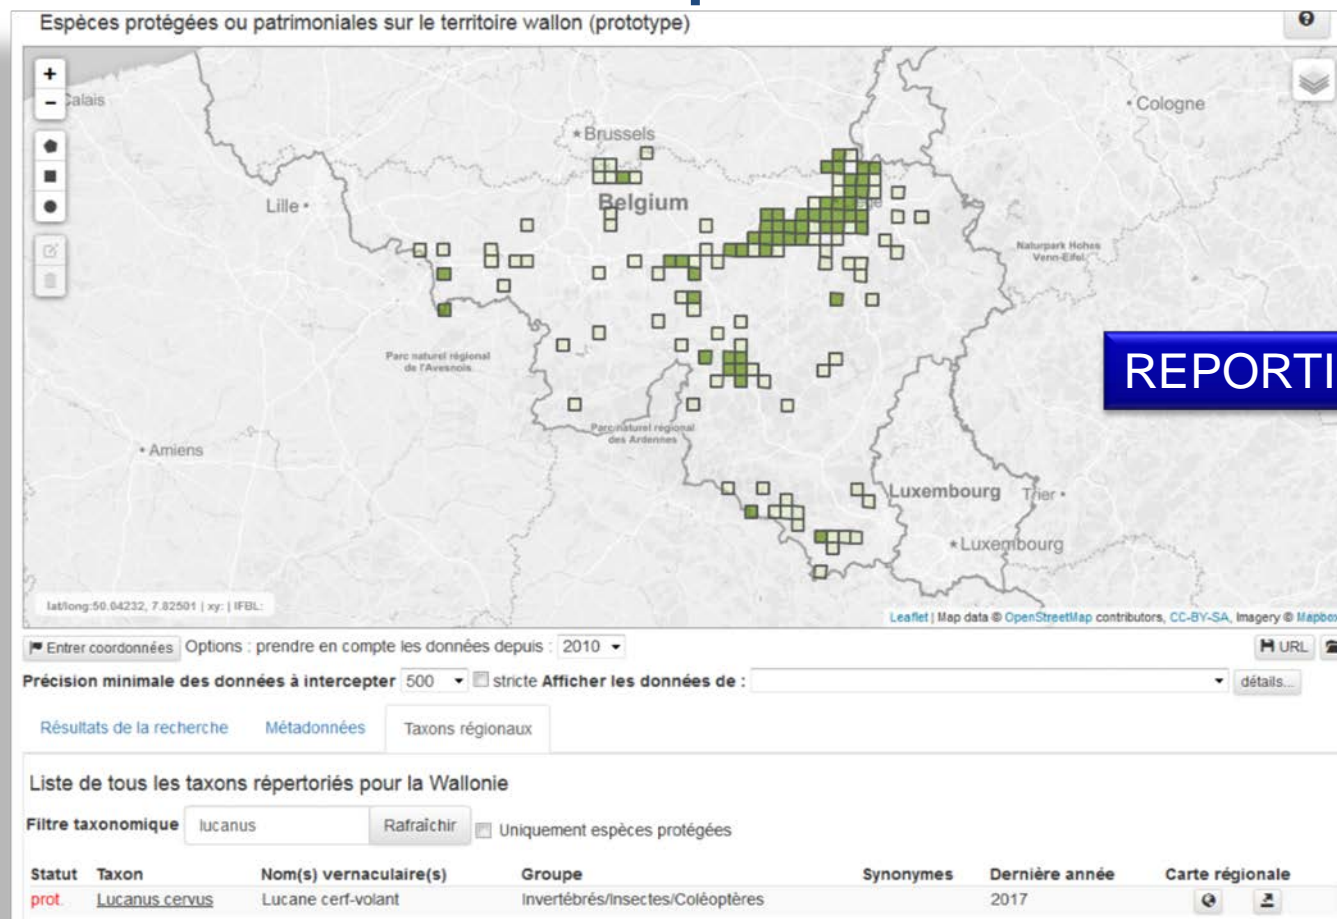 Espèces protégées ou patrimoniales sur le territoire wallon (prototype)
+
-
Calais
Cologne
Brussels
Lille
Belgium
Naturpark Hohes
Venn-Eifel
Parc naturel régional
de l'Avesnois
REPORTI
Parc naturel régional
des Ardennes
Amiens
Luxembourg
Trier
Luxembourg
lat/long:50.04232, 7.82501 | xy: | IFBL:
Leaflet | Map data © OpenStreetMap contributors, CC-BY-SA, Imagery © Mapbox
Entrer coordonnées Options : prendre en compte les données depuis : 2010 URL
Précision minimale des données à intercepter 500 stricte Afficher les données de : détails...
Résultats de la recherche Métadonnées Taxons régionaux
Liste de tous les taxons répertoriés pour la Wallonie
Filtre taxonomique lucanus Rafraîchir Uniquement espèces protégées
Statut Taxon Nom(s) vernaculaire(s) Groupe Synonymes Dernière année Carte régionale
prot. Lucanus cervus Lucane cerf-volant Invertébrés/Insectes/Coléoptères 2017